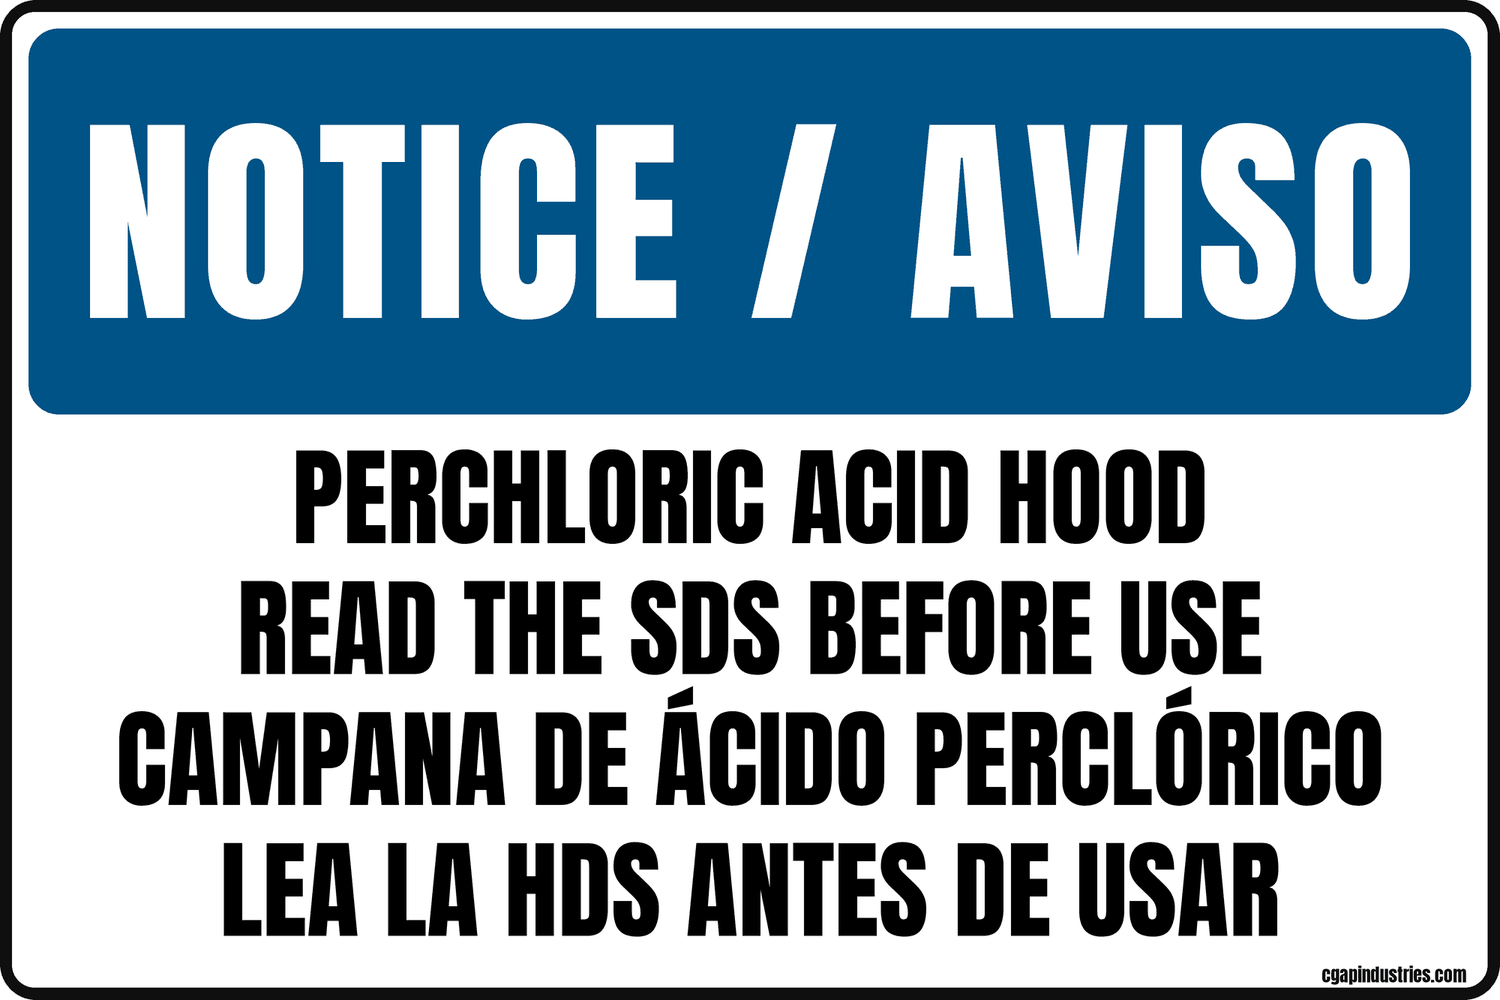 NOTICE / AVISO
PERCHLORIC ACID HOOD
READ THE SDS BEFORE USE
CAMPANA DE ÁCIDO PERCLÓRICO
LEA LA HDS ANTES DE USAR
cgapindustries.com